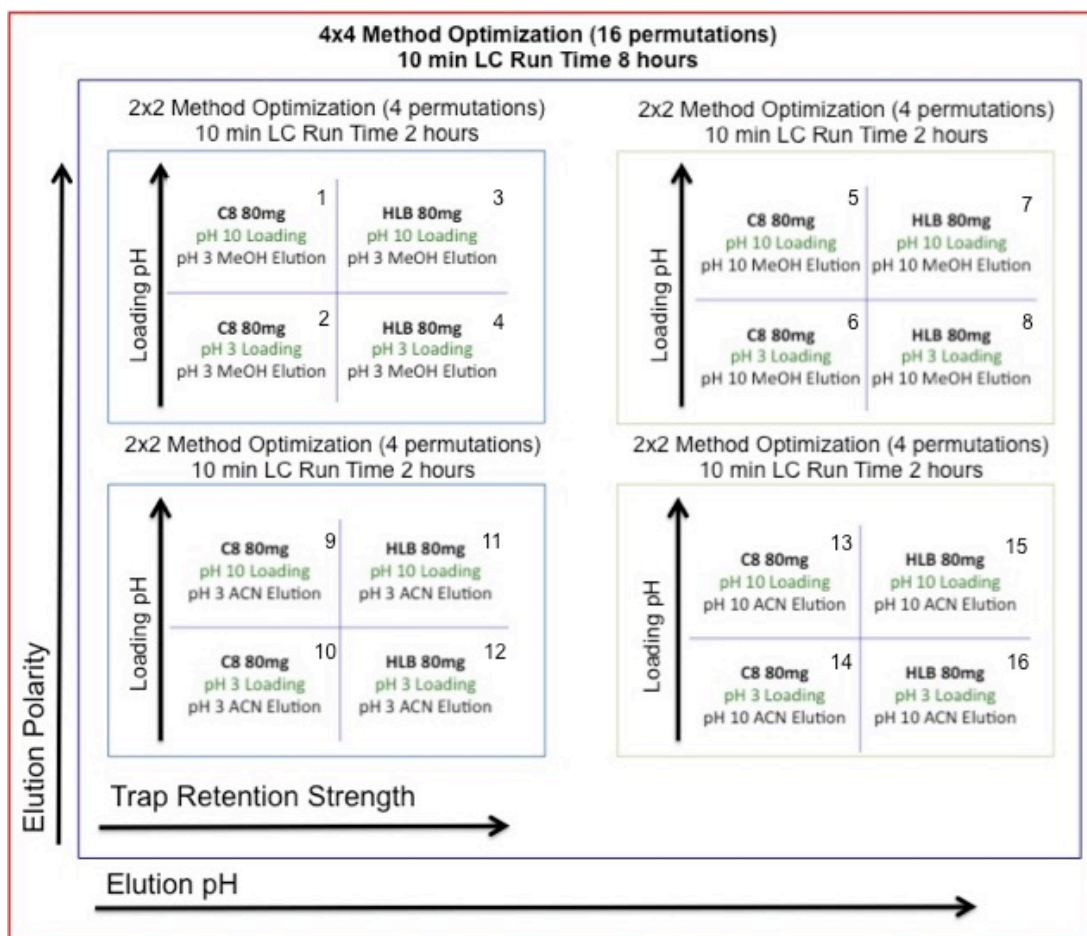 4x4 Method Optimization (16 permutations)
10 min LC Run Time 8 hours
2x2 Method Optimization (4 permutations)
10 min LC Run Time 2 hours
Loading pH
1
C8 80mg
pH 10 Loading
pH 3 MeOH Elution
3
HLB 80mg
pH 10 Loading
pH 3 MeOH Elution
2
C8 80mg
pH 3 Loading
pH 3 MeOH Elution
4
HLB 80mg
pH 3 Loading
pH 3 MeOH Elution
2x2 Method Optimization (4 permutations)
10 min LC Run Time 2 hours
Loading pH
5
C8 80mg
pH 10 Loading
pH 10 MeOH Elution
7
HLB 80mg
pH 10 Loading
pH 10 MeOH Elution
6
C8 80mg
pH 3 Loading
pH 10 MeOH Elution
8
HLB 80mg
pH 3 Loading
pH 10 MeOH Elution
2x2 Method Optimization (4 permutations)
10 min LC Run Time 2 hours
Loading pH
9
C8 80mg
pH 10 Loading
pH 3 ACN Elution
11
HLB 80mg
pH 10 Loading
pH 3 ACN Elution
10
C8 80mg
pH 3 Loading
pH 3 ACN Elution
12
HLB 80mg
pH 3 Loading
pH 3 ACN Elution
2x2 Method Optimization (4 permutations)
10 min LC Run Time 2 hours
Loading pH
13
C8 80mg
pH 10 Loading
pH 10 ACN Elution
15
HLB 80mg
pH 10 Loading
pH 10 ACN Elution
14
C8 80mg
pH 3 Loading
pH 10 ACN Elution
16
HLB 80mg
pH 3 Loading
pH 10 ACN Elution
Elution Polarity
Trap Retention Strength
Elution pH